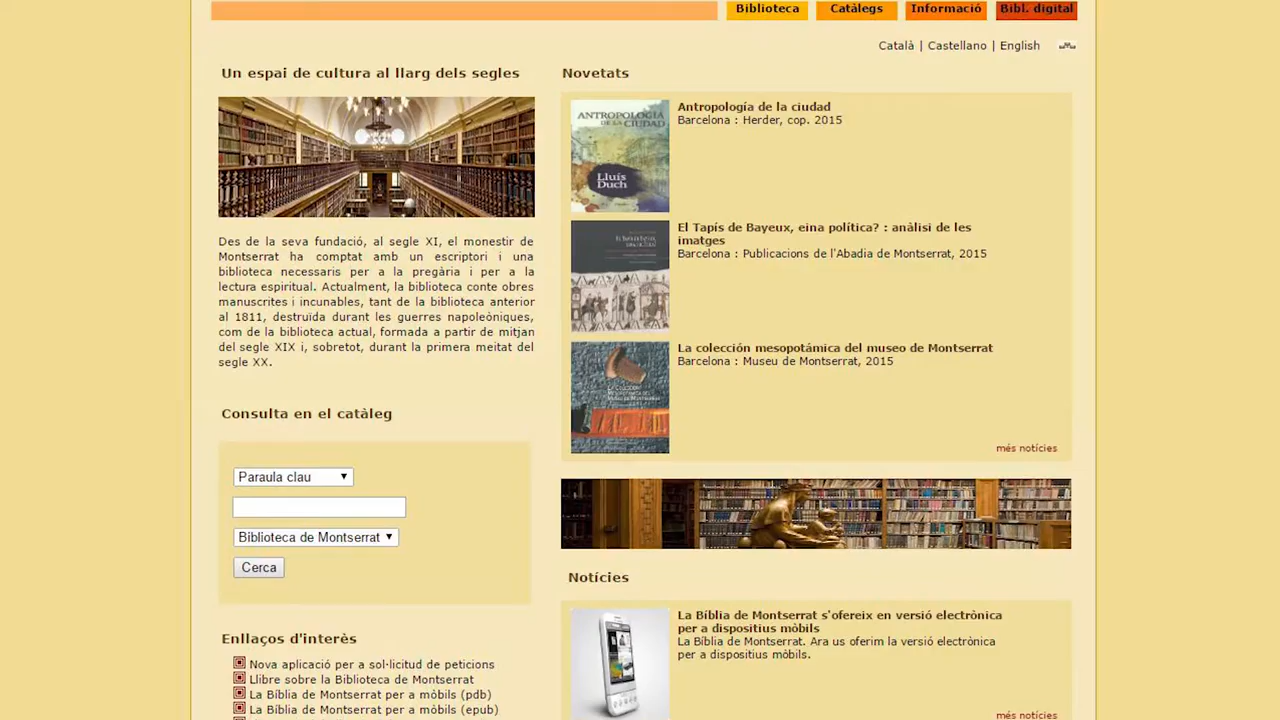 Biblioteca Catàlegs Informació Bibl. digital
Català | Castellano | English
Un espai de cultura al llarg dels segles
Des de la seva fundació, al segle XI, el monestir de
Montserrat ha comptat amb un escriptori i una
biblioteca necessaris per a la pregària i per a la
lectura espiritual. Actualment, la biblioteca conte obres
manuscrites i incunables, tant de la biblioteca anterior
al 1811, destruïda durant les guerres napoleòniques,
com de la biblioteca actual, formada a partir de mitjan
del segle XIX i, sobretot, durant la primera meitat del
segle XX.
Consulta en el catàleg
Paraula clau
Biblioteca de Montserrat
Cerca
Enllaços d'interès
Nova aplicació per a sol·licitud de peticions
Llibre sobre la Biblioteca de Montserrat
La Bíblia de Montserrat per a mòbils (pdb)
La Bíblia de Montserrat per a mòbils (epub)
Novetats
ANTROPOLOGÍA
DE LA CIUDAD
Lluís
Duch
Antropología de la ciudad
Barcelona : Herder, cop. 2015
El Tapís de Bayeux, eina política? : anàlisi de les
imatges
Barcelona : Publicacions de l'Abadia de Montserrat, 2015
La colección mesopotámica del museo de Montserrat
Barcelona : Museu de Montserrat, 2015
més notícies
Notícies
La Bíblia de Montserrat s'ofereix en versió electrònica
per a dispositius mòbils
La Bíblia de Montserrat. Ara us oferim la versió electrònica
per a dispositius mòbils.
més notícies